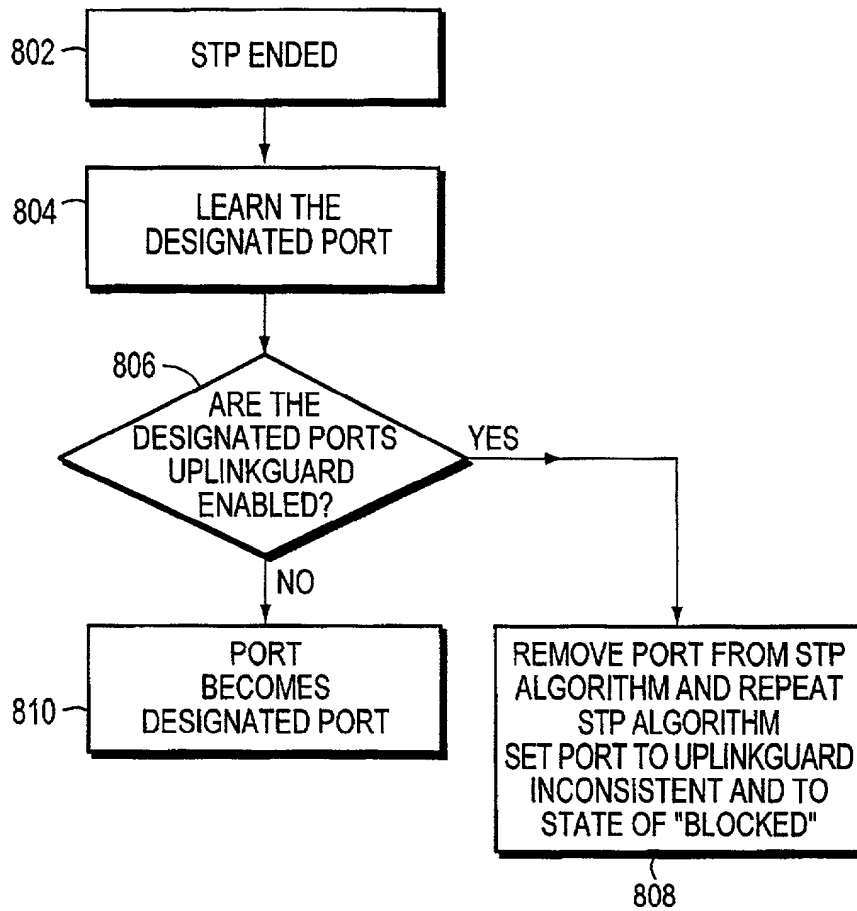 802
STP ENDED
804
LEARN THE
DESIGNATED PORT
806
ARE THE
DESIGNATED PORTS
UPLINKGUARD
ENABLED?
YES
NO
810
PORT
BECOMES
DESIGNATED PORT
REMOVE PORT FROM STP
ALGORITHM AND REPEAT
STP ALGORITHM
SET PORT TO UPLINKGUARD
INCONSISTENT AND TO
STATE OF "BLOCKED"
808